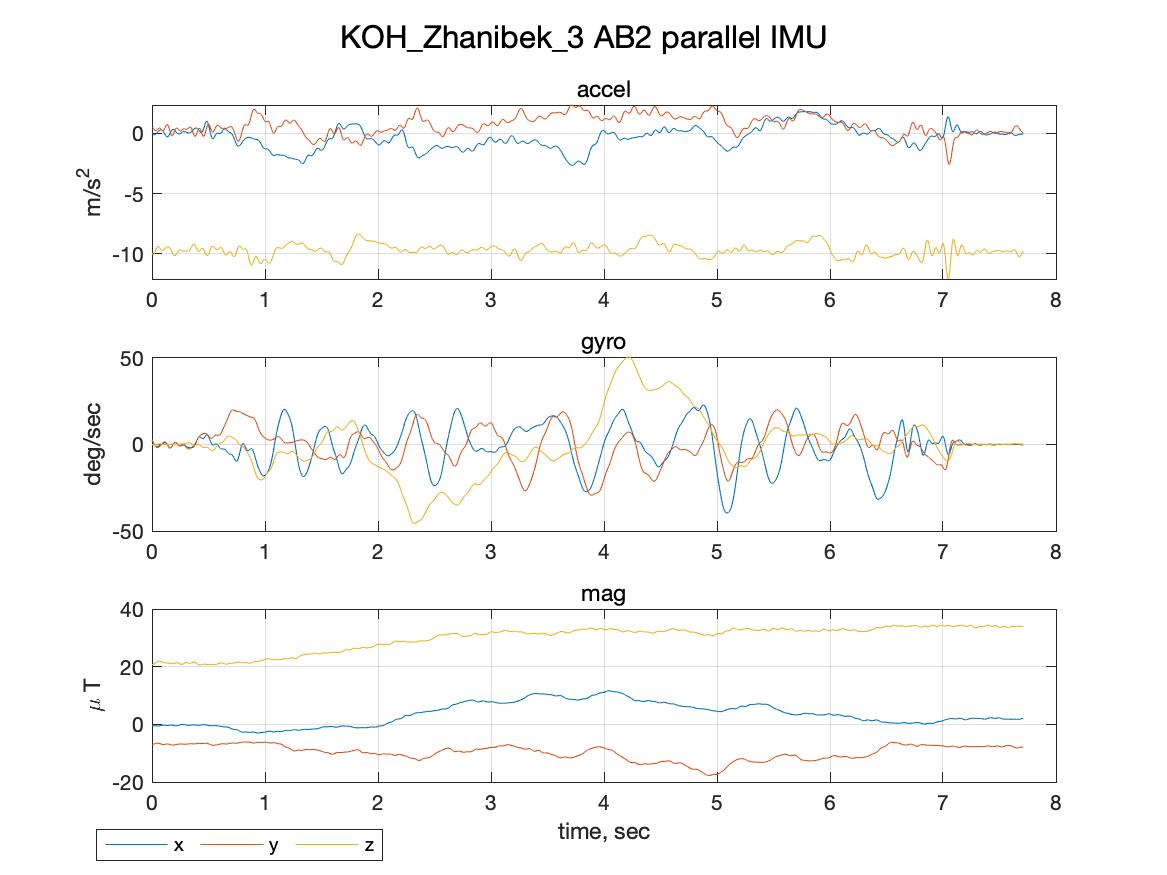 KOH_Zhanibek_3 AB2 parallel IMU
accel
m/s2
0
-5
-10
0 1 2 3 4 5 6 7 8
gyro
deg/sec
50
0
-50
0 1 2 3 4 5 6 7 8
mag
μ T
40
20
0
-20
0 1 2 3 4 5 6 7 8
time, sec
x y z